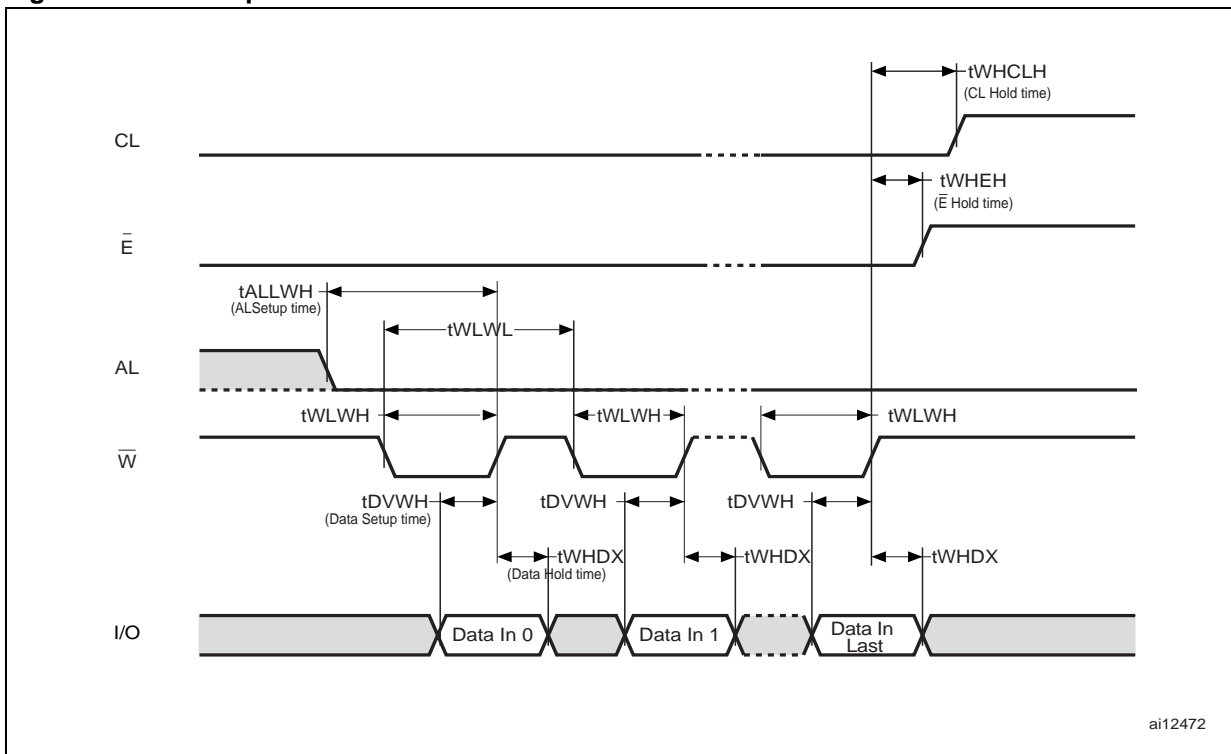 tWHCLH
(CL Hold time)
CL
tWHEH
(E̅ Hold time)
E̅
tALLWH
(ALSetup time)
tWLWL
AL
tWLWH
tWLWH
tWLWH
W̅
tDVWH
(Data Setup time)
tDVWH
tDVWH
tWHDX
(Data Hold time)
tWHDX
tWHDX
I/O
Data In 0
Data In 1
Data In
Last
ai12472